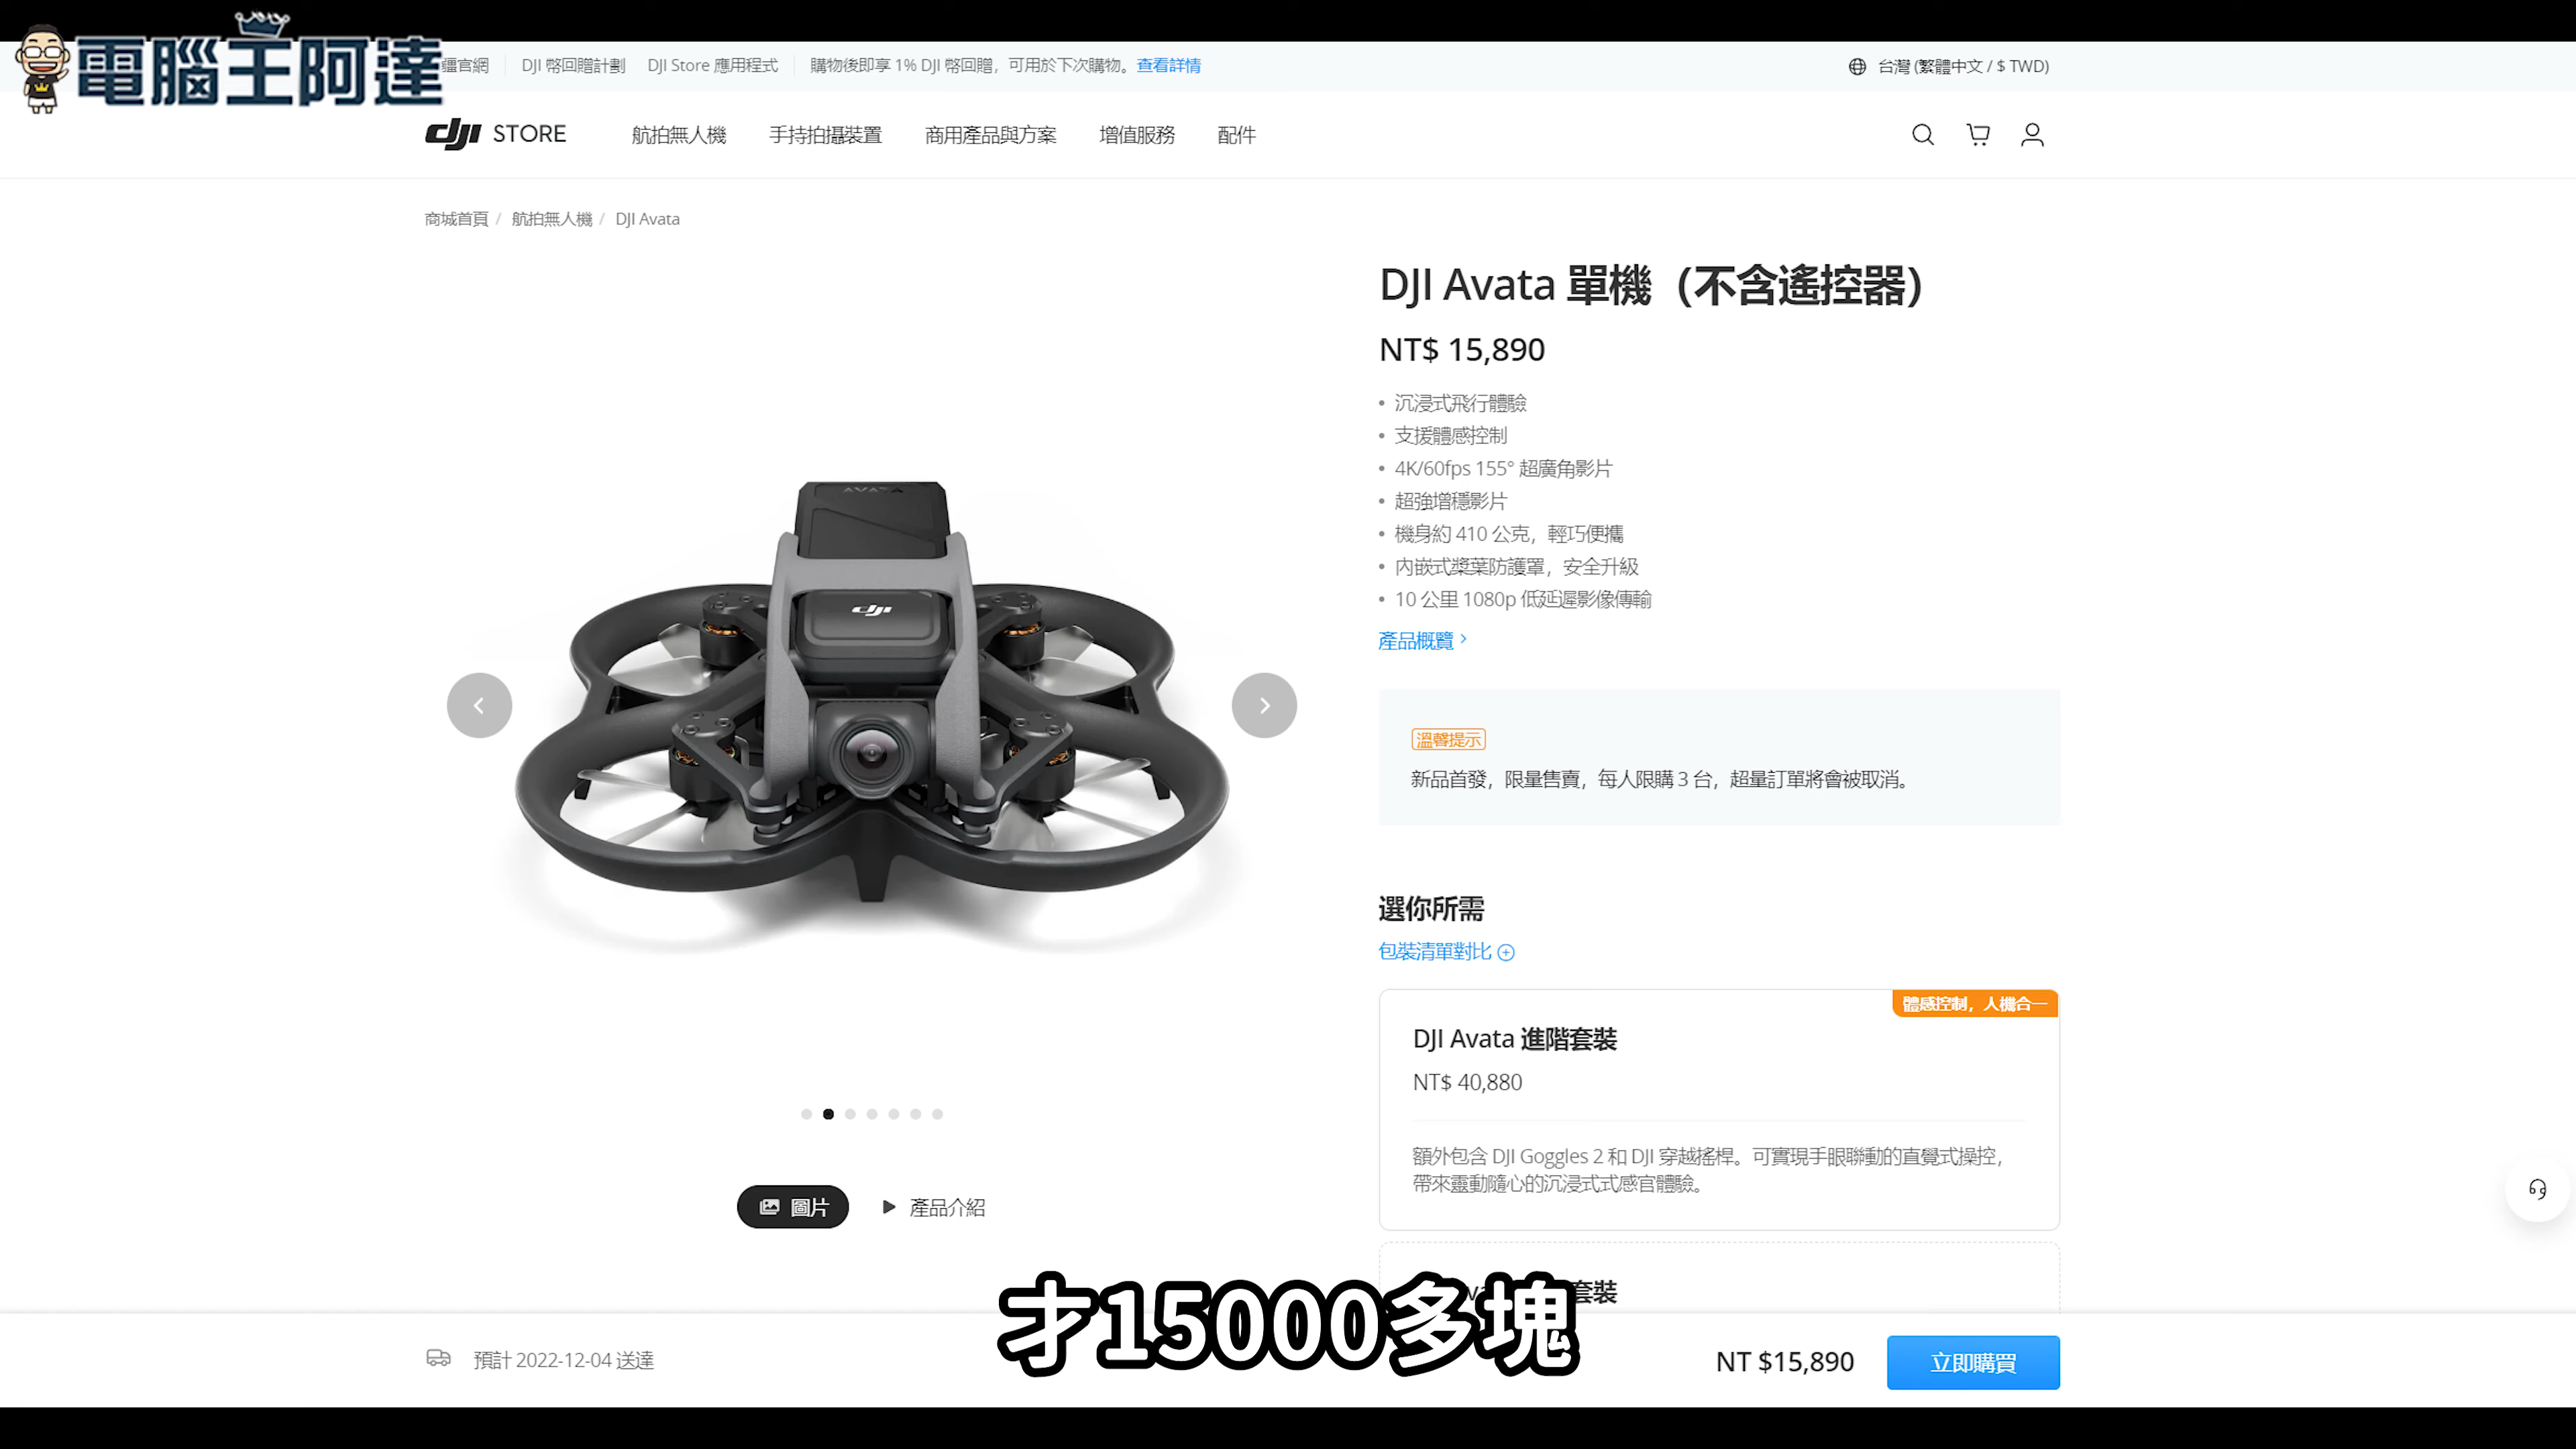 電腦王阿達
疆官網 DJI 幣回贈計劃 DJI Store 應用程式 購物後即享 1% DJI 幣回贈，可用於下次購物。查看詳情 台灣 (繁體中文 / $ TWD)
dji STORE 航拍無人機 手持拍攝裝置 商用產品與方案 增值服務 配件
商城首頁 / 航拍無人機 / DJI Avata
DJI Avata 單機（不含遙控器）
NT$ 15,890
• 沉浸式飛行體驗
• 支援體感控制
• 4K/60fps 155° 超廣角影片
• 超強增穩影片
• 機身約 410 公克，輕巧便攜
• 內嵌式槳葉防護罩，安全升級
• 10 公里 1080p 低延遲影像傳輸
產品概覽 >
AVATA
dji
溫馨提示
新品首發，限量售賣，每人限購 3 台，超量訂單將會被取消。
選你所需
包裝清單對比
體感控制，人機合一
DJI Avata 進階套裝
NT$ 40,880
額外包含 DJI Goggles 2 和 DJI 穿越搖桿。可實現手眼聯動的直覺式操控，
帶來靈動隨心的沉浸式式感官體驗。
圖片 產品介紹
套裝
才15000多塊
預計 2022-12-04 送達 NT $15,890 立即購買